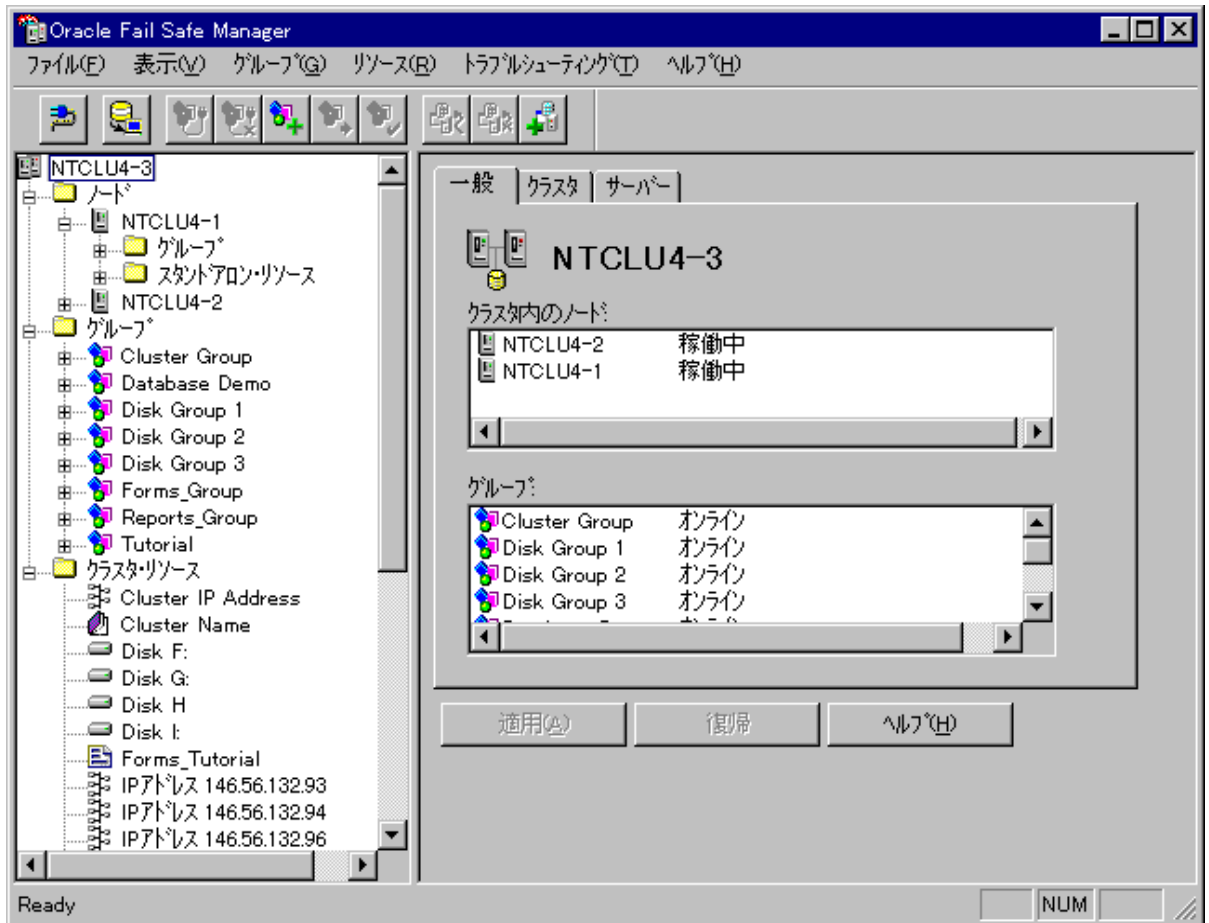 Oracle Fail Safe Manager
ファイル(F) 表示(V) グループ(G) リソース(R) トラブルシューティング(T) ヘルプ(H)
NTCLU4-3
ノード
NTCLU4-1
グループ
スタンドアロン・リソース
NTCLU4-2
グループ
Cluster Group
Database Demo
Disk Group 1
Disk Group 2
Disk Group 3
Forms_Group
Reports_Group
Tutorial
クラスタ・リソース
Cluster IP Address
Cluster Name
Disk F:
Disk G:
Disk H
Disk I:
Forms_Tutorial
IPアドレス 146.56.132.93
IPアドレス 146.56.132.94
IPアドレス 146.56.132.96
一般 クラスタ サーバー
NTCLU4-3
クラスタ内のノード:
NTCLU4-2 稼働中
NTCLU4-1 稼働中
グループ:
Cluster Group オンライン
Disk Group 1 オンライン
Disk Group 2 オンライン
Disk Group 3 オンライン
適用(A) 復帰 ヘルプ(H)
Ready NUM